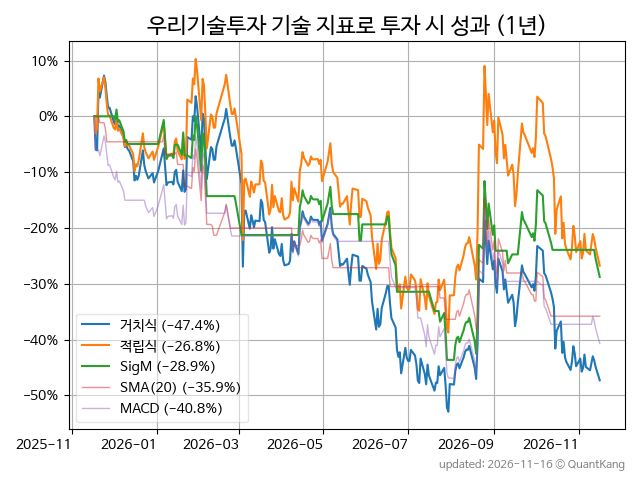 우리기술투자 기술 지표로 투자 시 성과 (1년)
10%
0%
−10%
−20%
−30%
−40%
−50%
거치식 (−47.4%)
적립식 (−26.8%)
SigM (−28.9%)
SMA(20) (−35.9%)
MACD (−40.8%)
2025-11 2026-01 2026-03 2026-05 2026-07 2026-09 2026-11
updated: 2026-11-16 © QuantKang